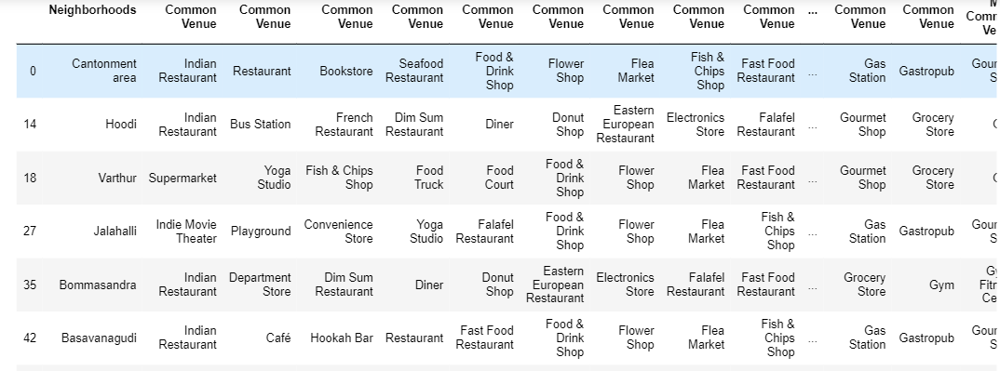 Neighborhoods Common Venue Common Venue Common Venue Common Venue Common Venue Common Venue Common Venue Common Venue Common Venue ... Common Venue Common Venue
0 Cantonment area Indian Restaurant Restaurant Bookstore Seafood Restaurant Food & Drink Shop Flower Shop Flea Market Fish & Chips Shop Fast Food Restaurant ... Gas Station Gastropub
14 Hoodi Indian Restaurant Bus Station French Restaurant Dim Sum Restaurant Diner Donut Shop Eastern European Restaurant Electronics Store Falafel Restaurant ... Gourmet Shop Grocery Store
18 Varthur Supermarket Yoga Studio Fish & Chips Shop Food Truck Food Court Food & Drink Shop Flower Shop Flea Market Fast Food Restaurant ... Gourmet Shop Grocery Store
27 Jalahalli Indie Movie Theater Playground Convenience Store Yoga Studio Falafel Restaurant Food & Drink Shop Flower Shop Flea Market Fish & Chips Shop ... Gas Station Gastropub
35 Bommasandra Indian Restaurant Department Store Dim Sum Restaurant Diner Donut Shop Eastern European Restaurant Electronics Store Falafel Restaurant Fast Food Restaurant ... Grocery Store Gym
42 Basavanagudi Indian Restaurant Café Hookah Bar Restaurant Fast Food Restaurant Food & Drink Shop Flower Shop Flea Market Fish & Chips Shop ... Gas Station Gastropub